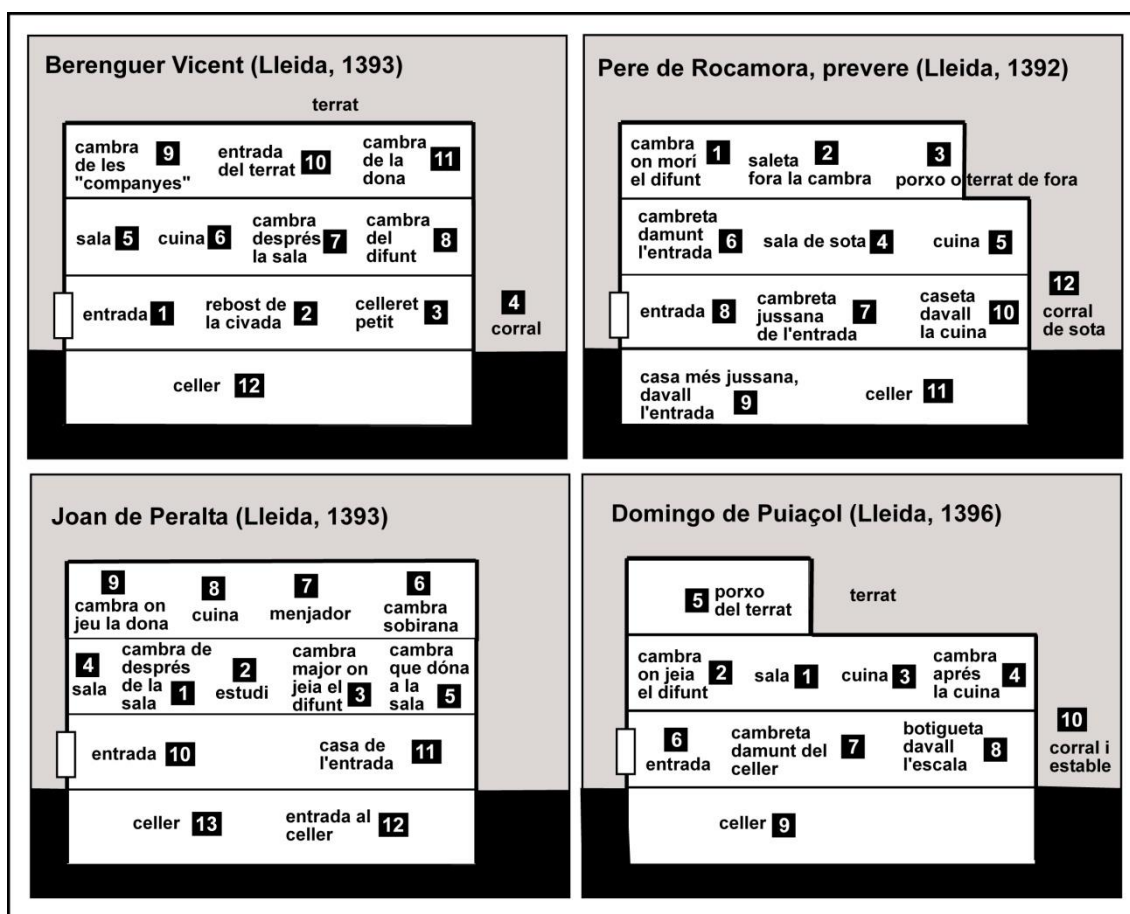 Berenguer Vicent (Lleida, 1393)
terrat
cambra
de les
"companyes"
9
entrada
del terrat
10
cambra
de la
dona
11
sala 5
cuina 6
cambra
després
la sala
7
cambra
del
difunt
8
entrada 1
rebost de
la civada
2
celleret
petit
3
4
corral
celler 12
Pere de Rocamora, prevere (Lleida, 1392)
cambra
on morí
el difunt
1
saleta
fora la cambra
2
3
porxo o terrat de fora
cambreta
damunt
l'entrada
6
sala de sota 4
cuina 5
entrada 8
cambreta
jussana
de l'entrada
7
caseta
davall
la cuina
10
12
corral
de sota
casa més jussana,
davall
l'entrada
9
celler 11
Joan de Peralta (Lleida, 1393)
9
cambra on
jeu la dona
8
cuina
7
menjador
6
cambra
sobirana
4
sala
cambra de
després
de la
sala
1
2
estudi
cambra
major on
jeia el
difunt
3
cambra
que dóna
a la
sala
5
entrada 10
casa de
l'entrada
11
celler 13
entrada al
celler
12
Domingo de Puiaçol (Lleida, 1396)
5 porxo
del terrat
terrat
cambra
on jeia
el difunt
2
sala 1
cuina 3
cambra
aprés
la cuina
4
6
entrada
cambreta
damunt del
celler
7
botigueta
davall
l'escala
8
10
corral i
estable
celler 9